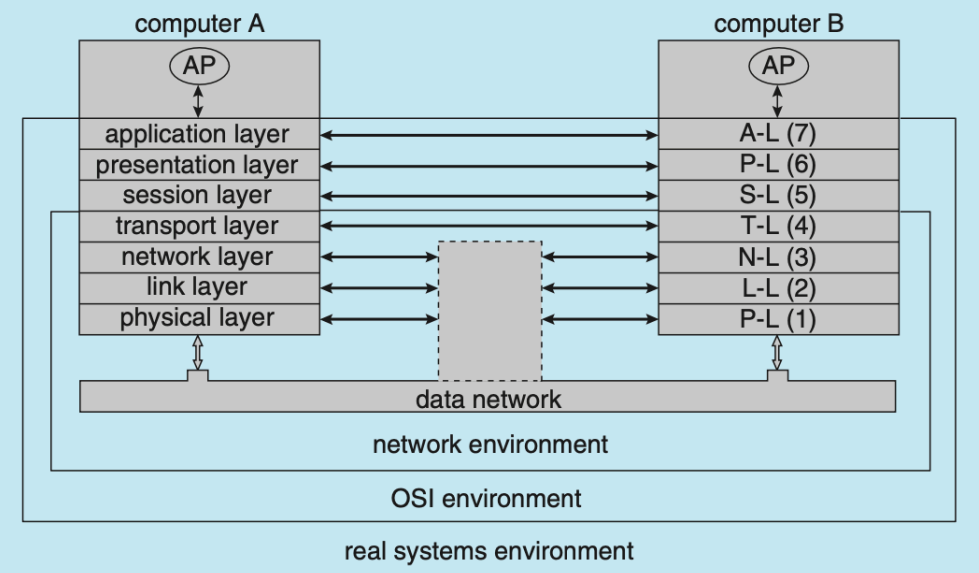 computer A
computer B
AP
AP
application layer
A-L (7)
presentation layer
P-L (6)
session layer
S-L (5)
transport layer
T-L (4)
network layer
N-L (3)
link layer
L-L (2)
physical layer
P-L (1)
data network
network environment
OSI environment
real systems environment